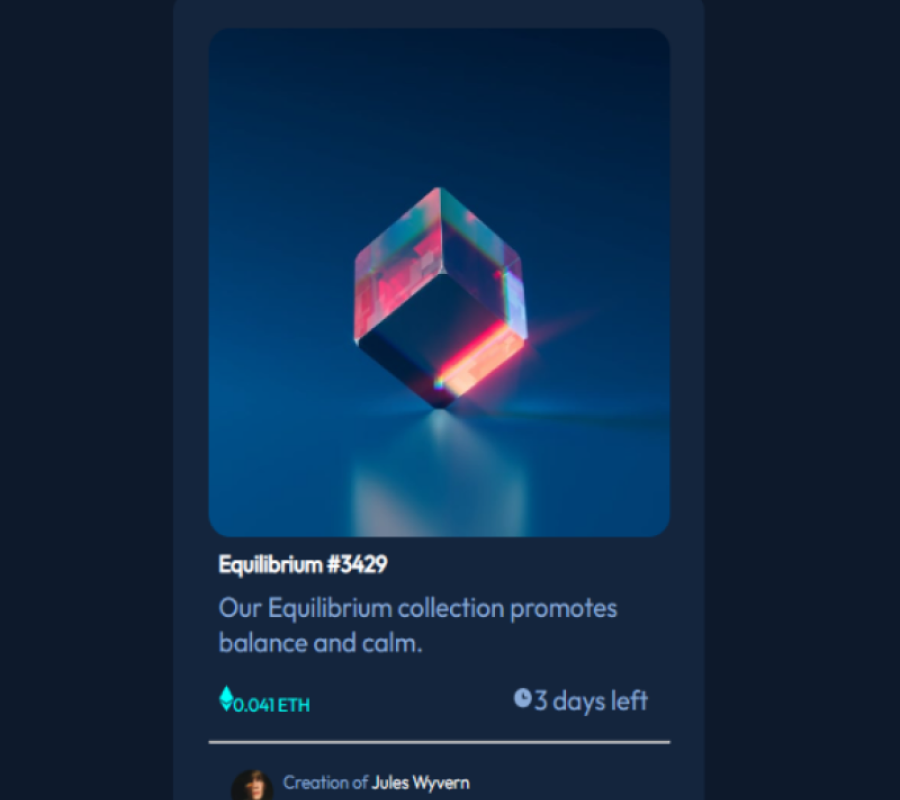 Equilibrium #3429
Our Equilibrium collection promotes
balance and calm.
0.041 ETH
3 days left
Creation of Jules Wyvern